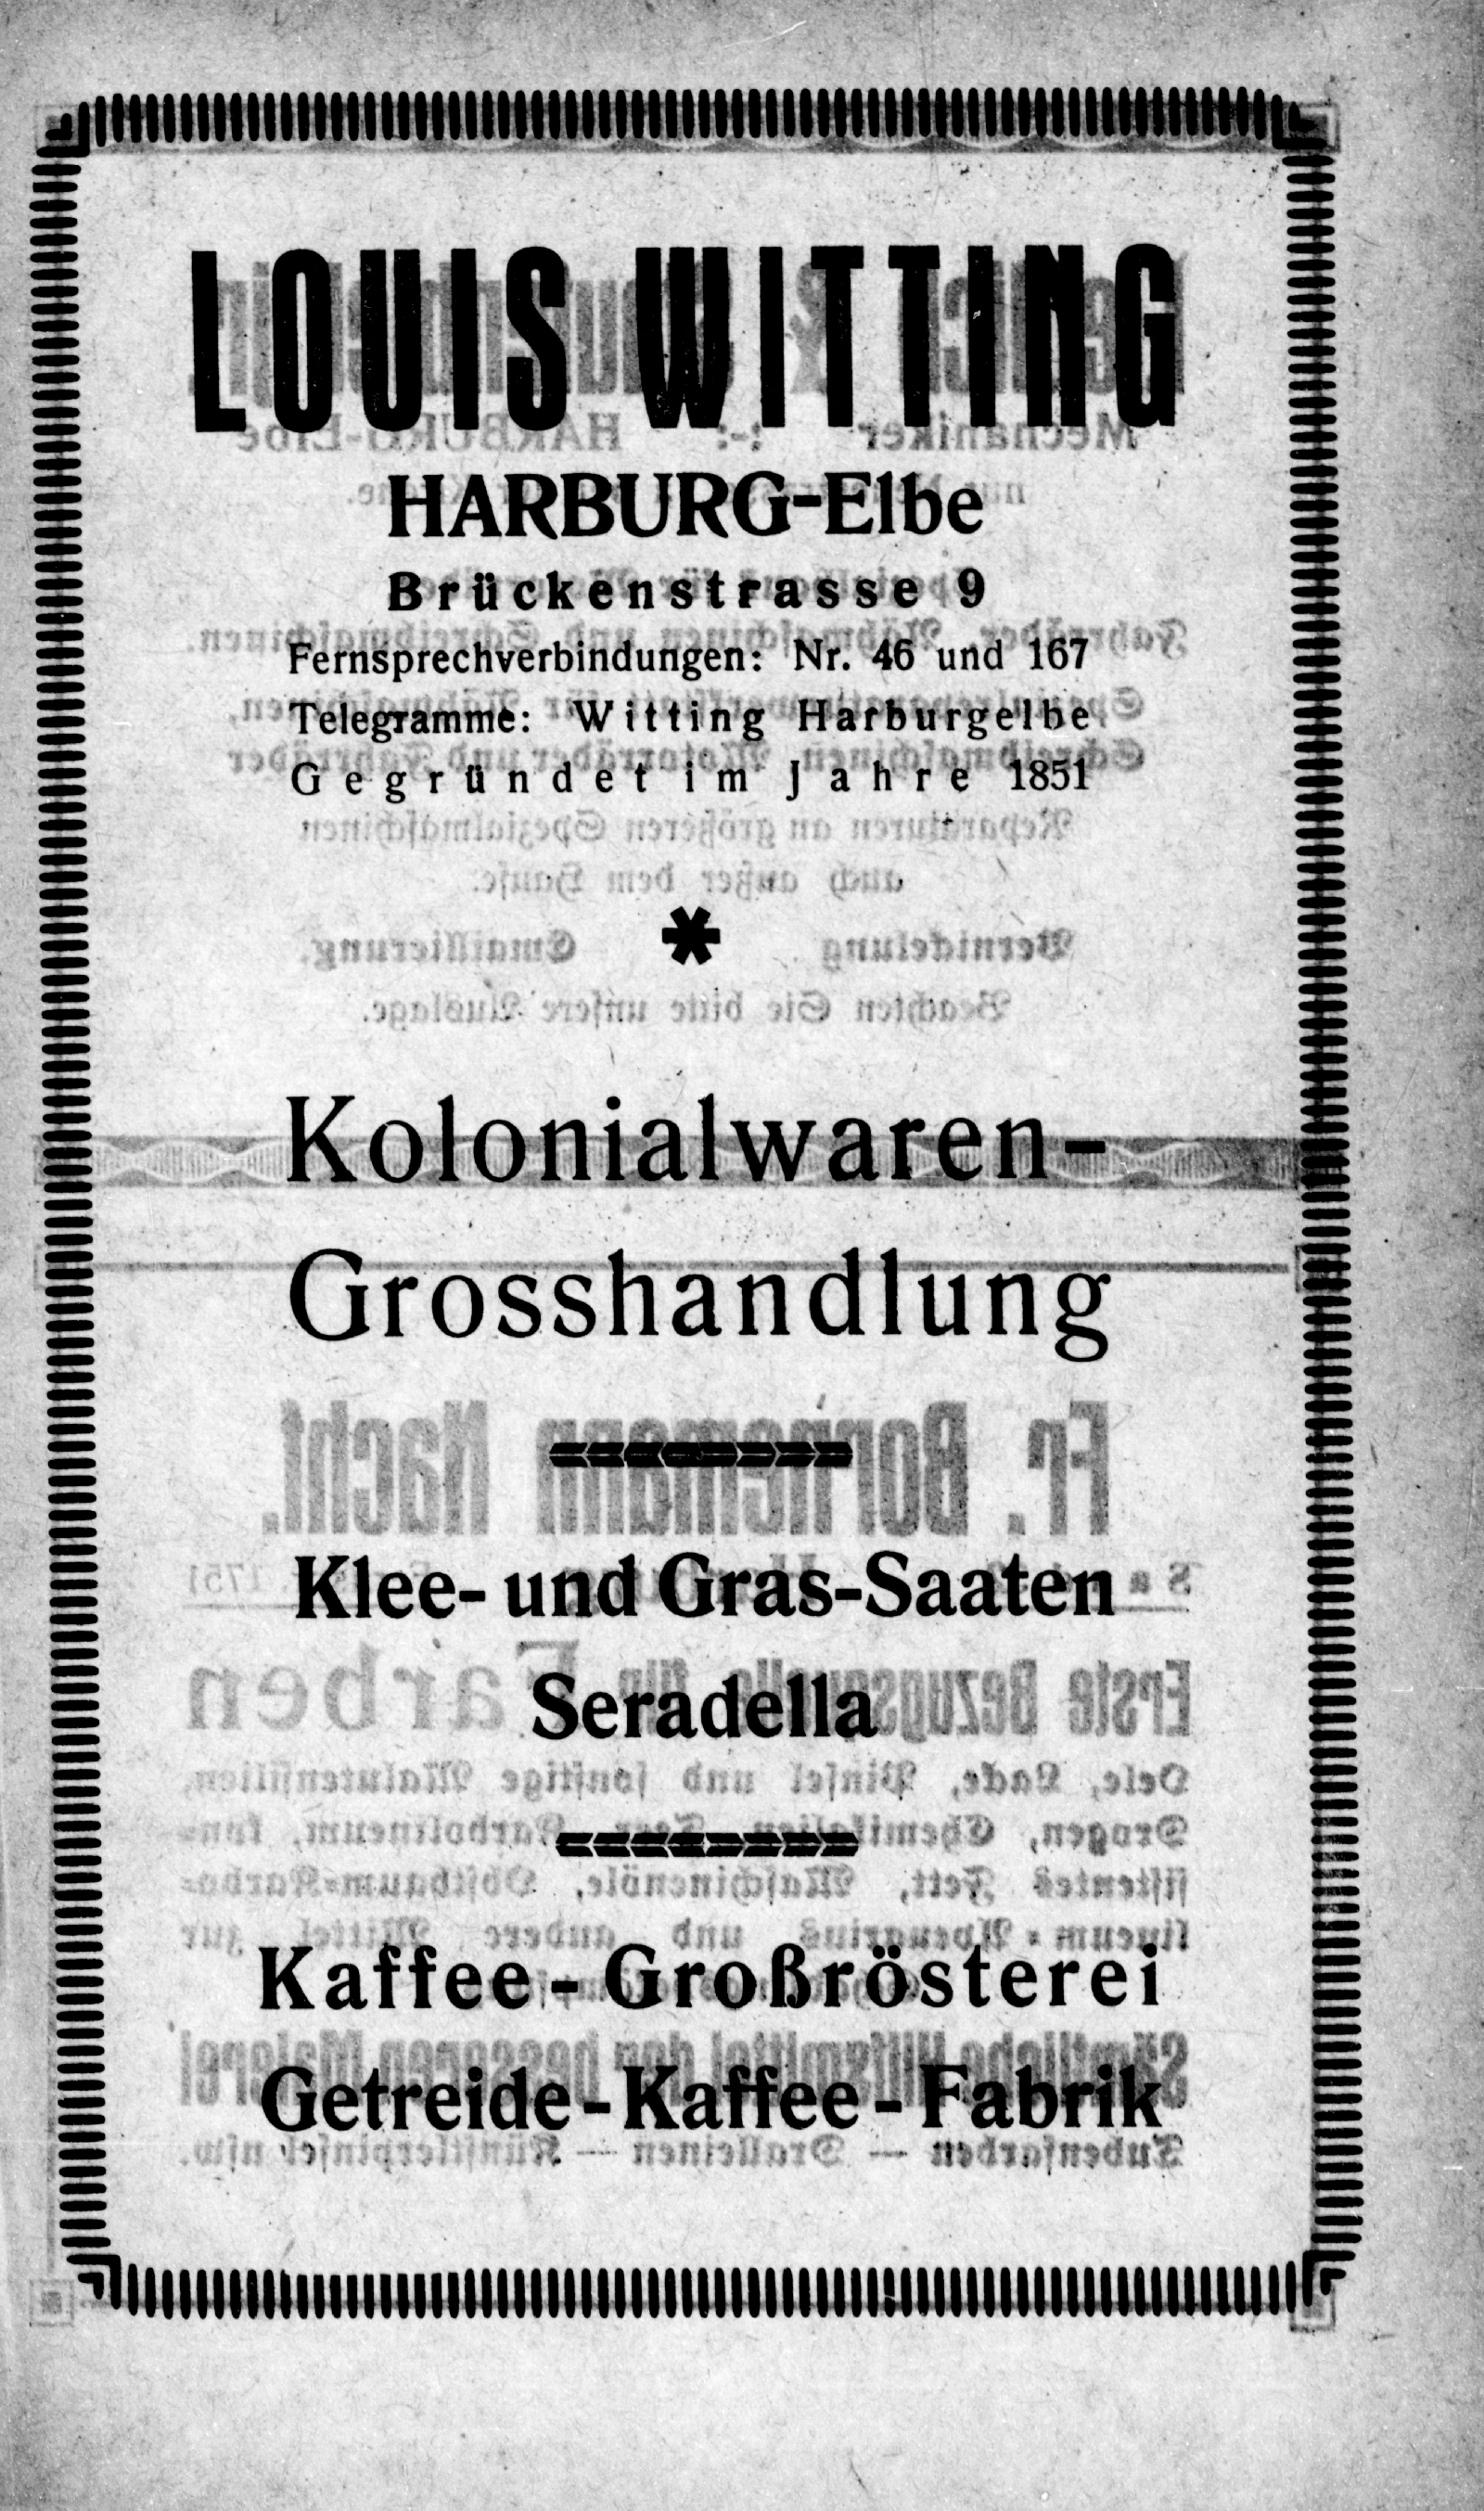 LOUIS WITTING
HARBURG-Elbe
Brückenstrasse 9
Fernsprechverbindungen: Nr. 46 und 167
Telegramme: Witting Harburgelbe
Gegründet im Jahre 1851
*
Kolonialwaren-
Grosshandlung
Klee- und Gras-Saaten
Seradella
Kaffee-Großrösterei
Getreide-Kaffee-Fabrik